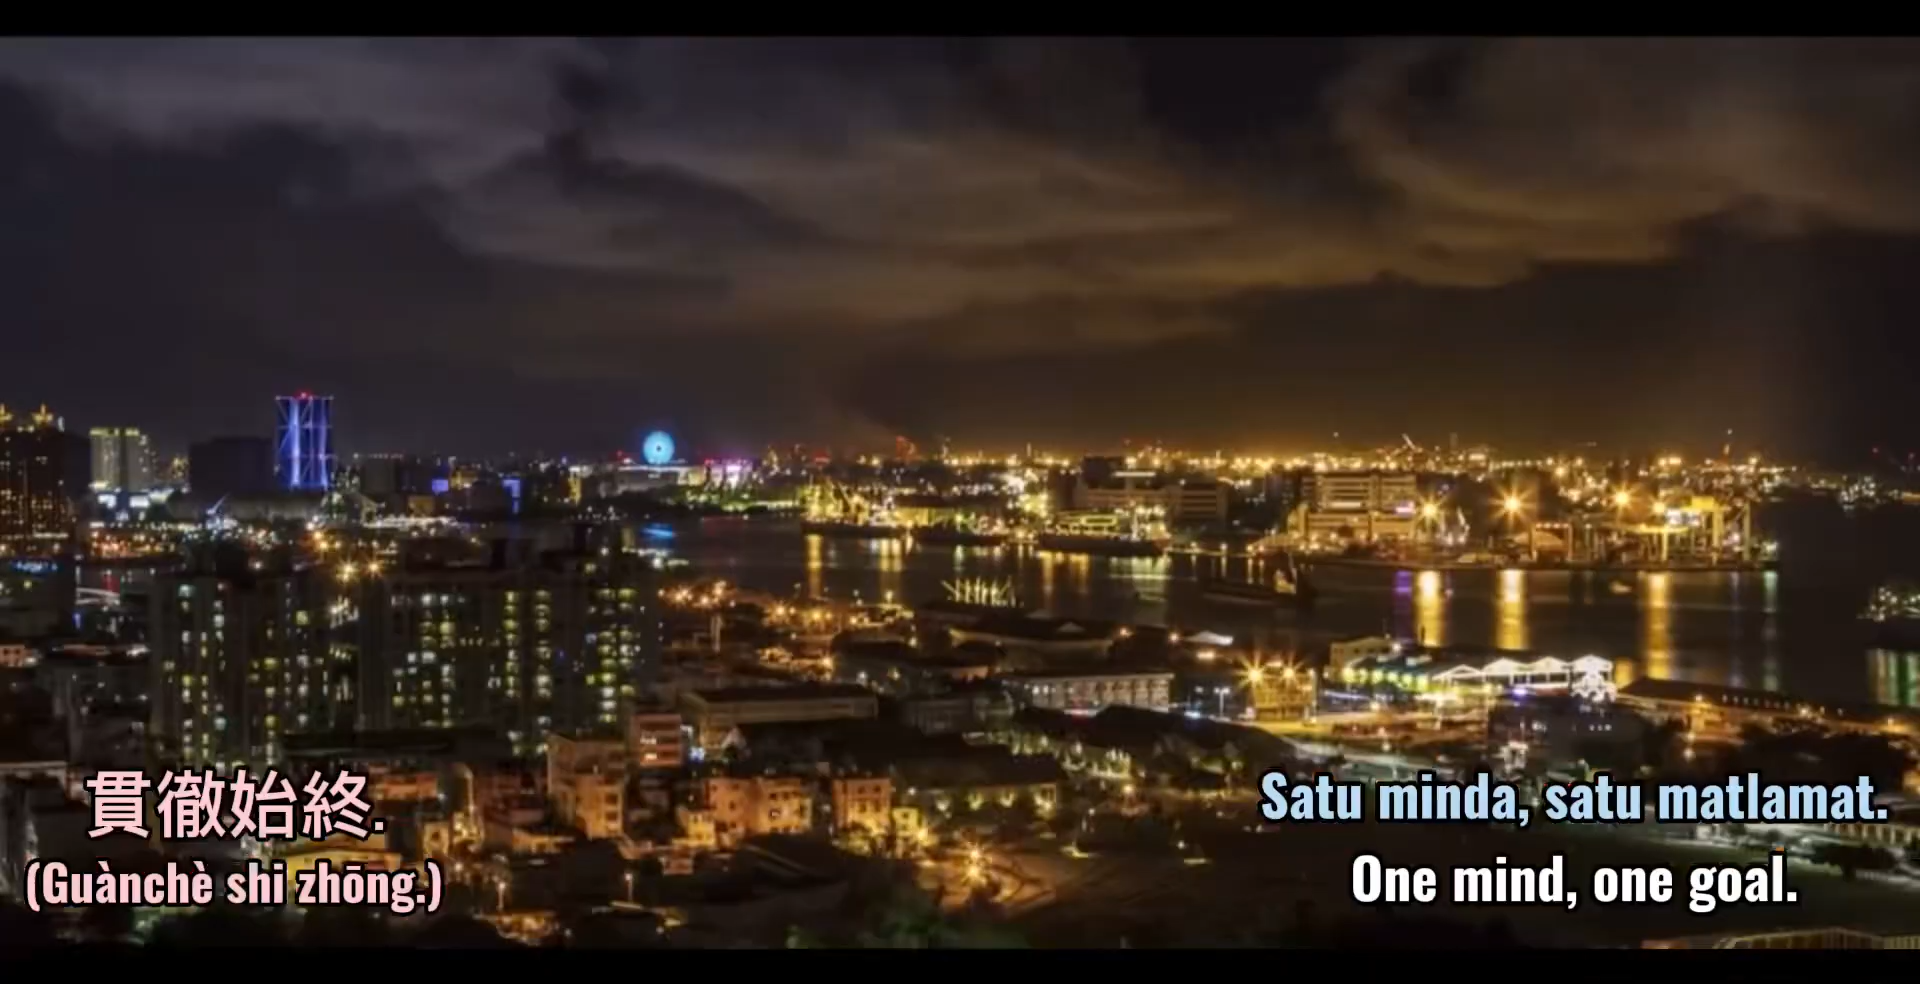 貫徹始終.
(Guànchè shi zhōng.)
Satu minda, satu matlamat.
One mind, one goal.